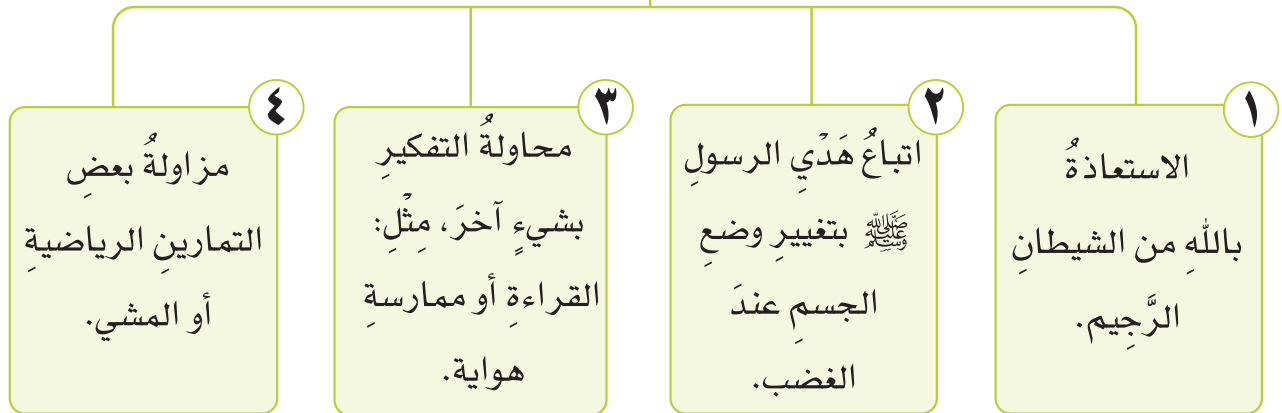 ١
الاستعاذةُ
باللهِ من الشيطانِ
الرَّجِيم.
٢
اتباعُ هَدْيِ الرسولِ
ﷺ بتغييرِ وضعِ
الجسمِ عندَ
الغضب.
٣
محاولةُ التفكيرِ
بشيءٍ آخرَ، مِثْلِ:
القراءةِ أو ممارسةِ
هواية.
٤
مزاولةُ بعضِ
التمارينِ الرياضيةِ
أو المشي.